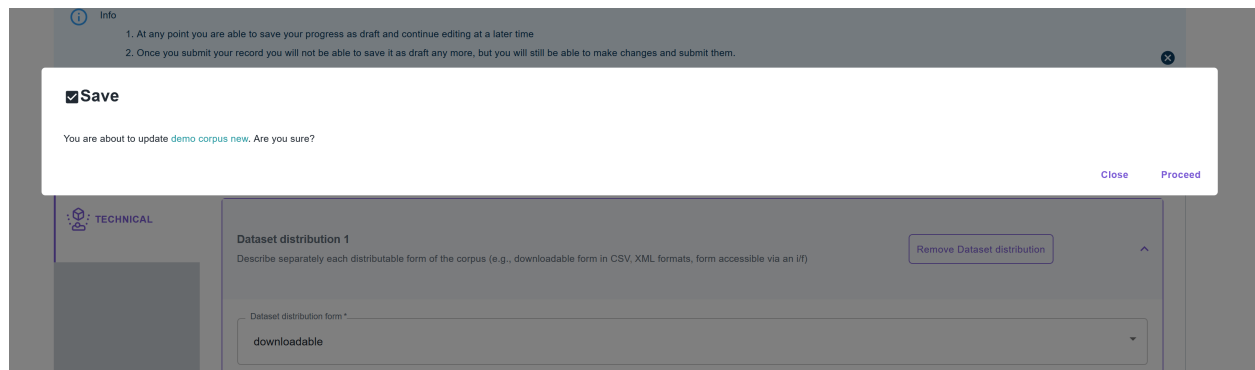 Info
1. At any point you are able to save your progress as draft and continue editing at a later time
2. Once you submit your record you will not be able to save it as draft any more, but you will still be able to make changes and submit them.
Save
You are about to update demo corpus new. Are you sure?
Close Proceed
TECHNICAL
Dataset distribution 1
Remove Dataset distribution
Describe separately each distributable form of the corpus (e.g., downloadable form in CSV, XML formats, form accessible via an i/f)
Dataset distribution form *
downloadable